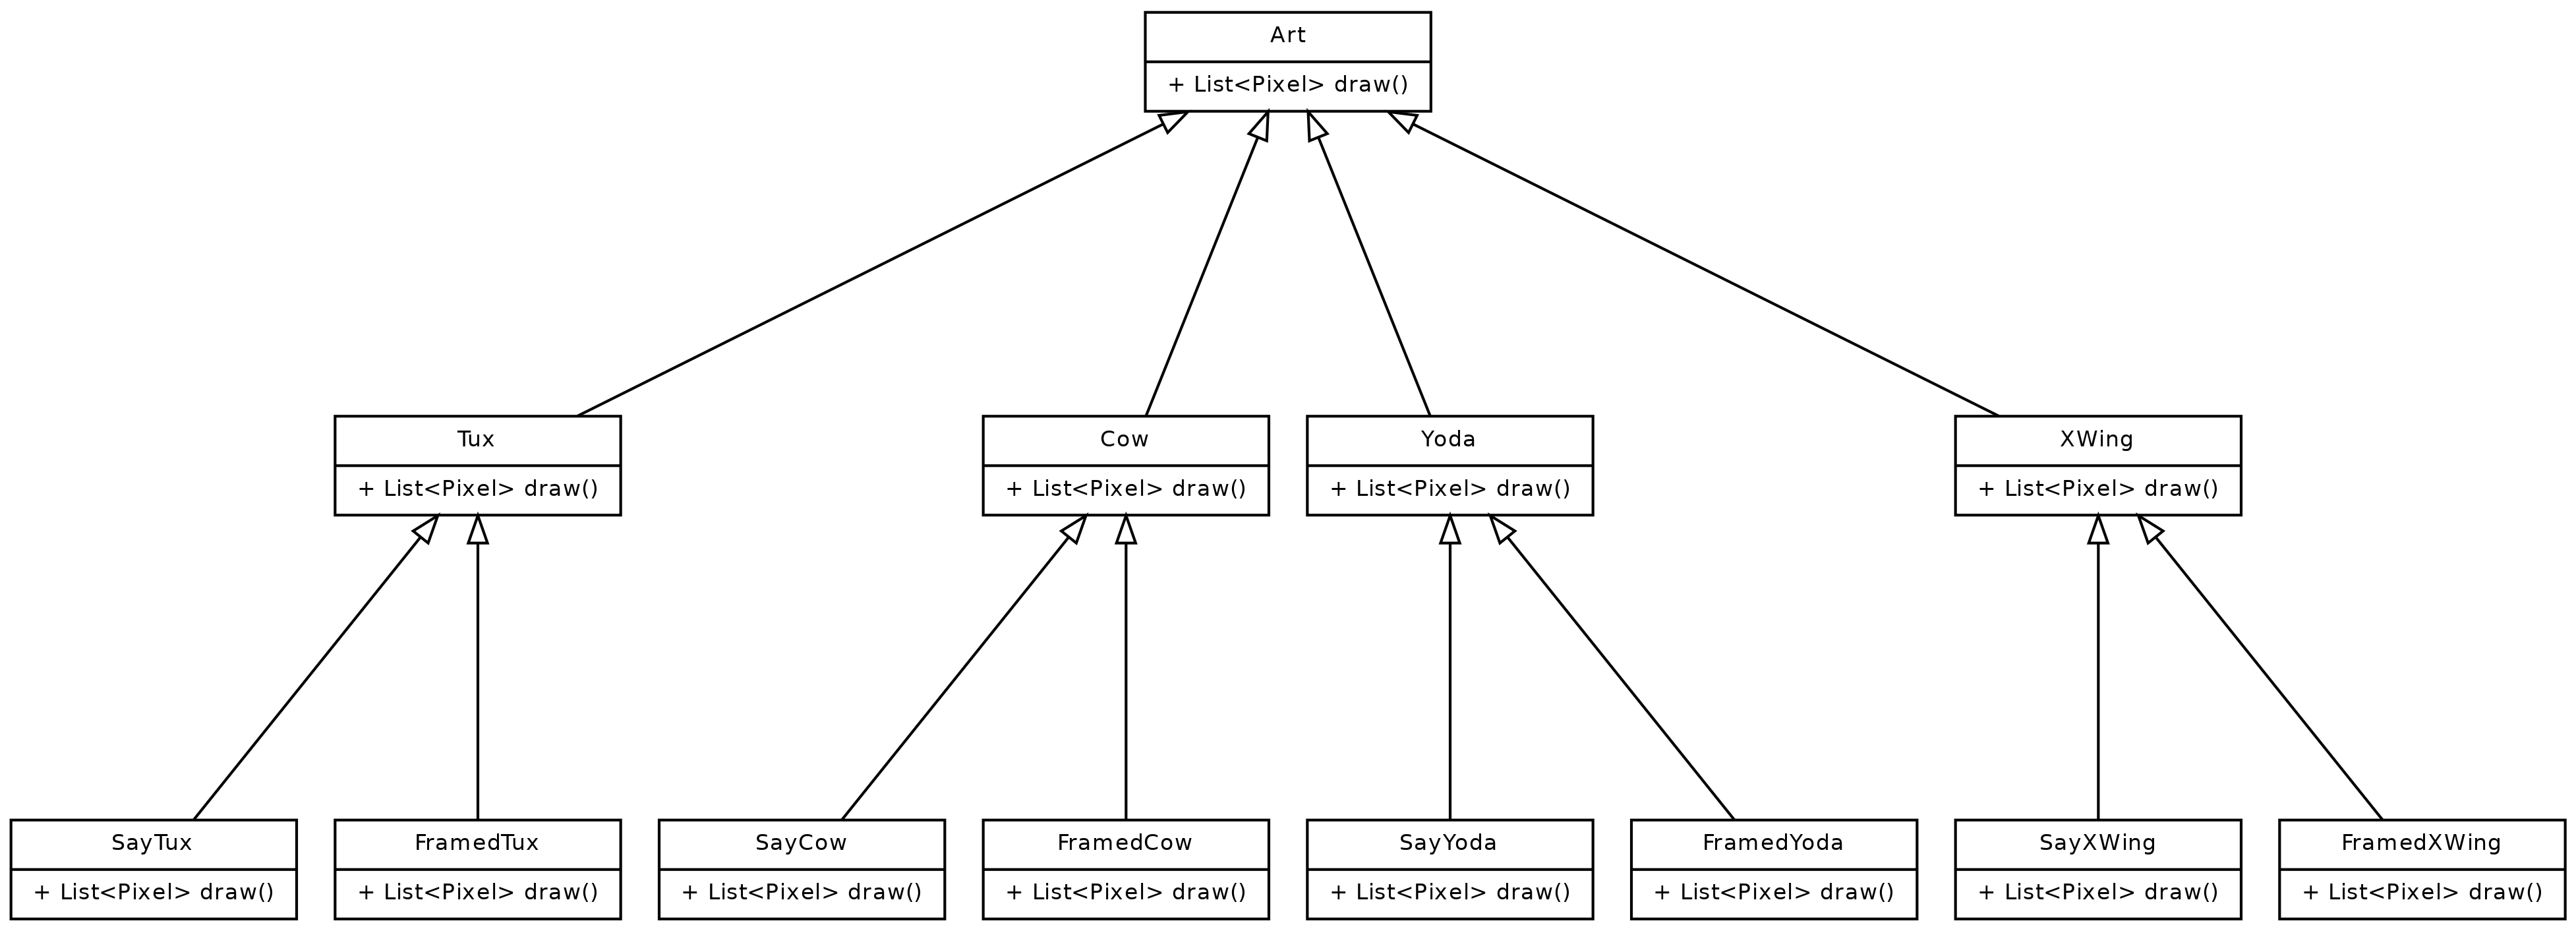 Art
+ List<Pixel> draw()
Tux
+ List<Pixel> draw()
Cow
+ List<Pixel> draw()
Yoda
+ List<Pixel> draw()
XWing
+ List<Pixel> draw()
SayTux
+ List<Pixel> draw()
FramedTux
+ List<Pixel> draw()
SayCow
+ List<Pixel> draw()
FramedCow
+ List<Pixel> draw()
SayYoda
+ List<Pixel> draw()
FramedYoda
+ List<Pixel> draw()
SayXWing
+ List<Pixel> draw()
FramedXWing
+ List<Pixel> draw()